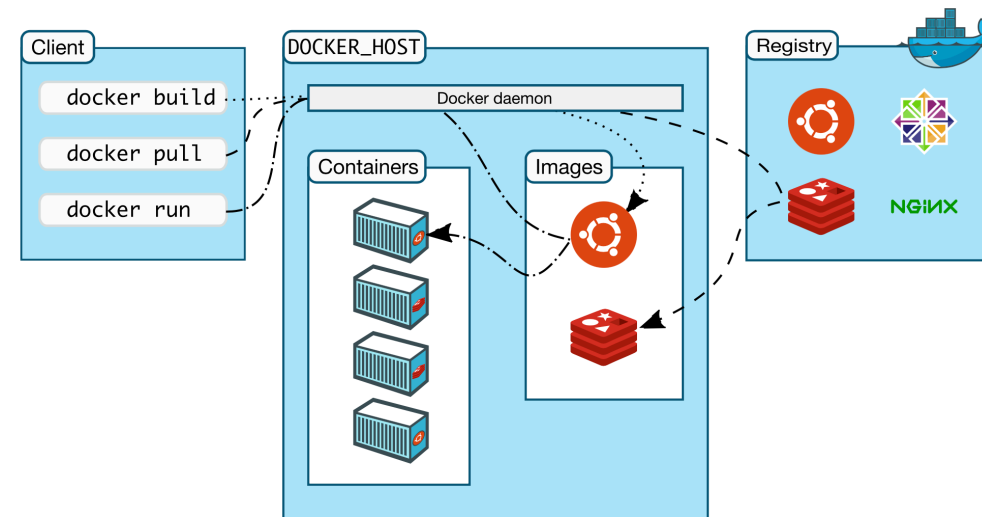 Client
docker build
docker pull
docker run
DOCKER_HOST
Docker daemon
Containers
Images
Registry
NGINX